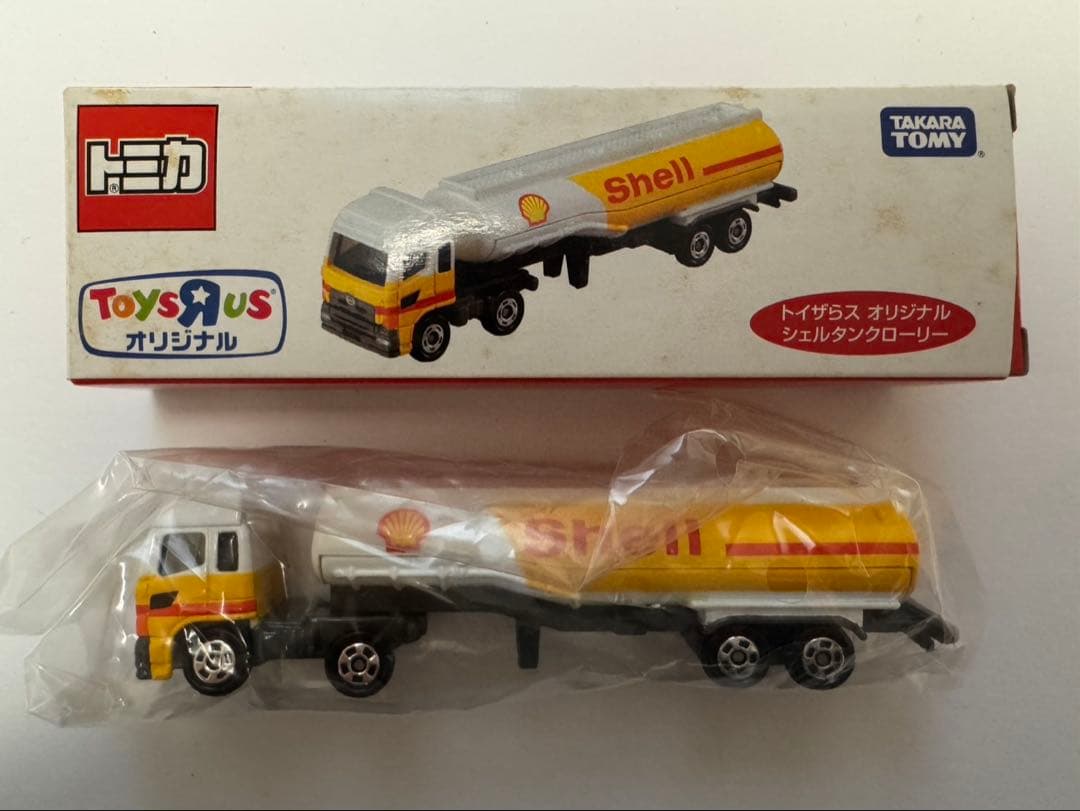 トミカ®
TAKARA
TOMY®
Shell
TOYSЯUS®
オリジナル
トイザらス オリジナル
シェルタンクローリー
Shell